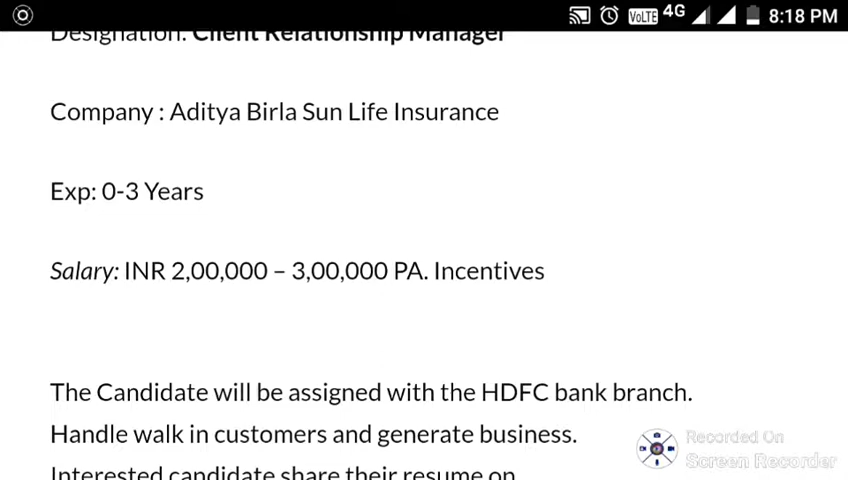 VoLTE 4G 8:18 PM
Designation: Client Relationship Manager
Company : Aditya Birla Sun Life Insurance
Exp: 0-3 Years
Salary: INR 2,00,000 – 3,00,000 PA. Incentives
The Candidate will be assigned with the HDFC bank branch.
Handle walk in customers and generate business.
Interested candidate share their resume on
Recorded On
Screen Recorder